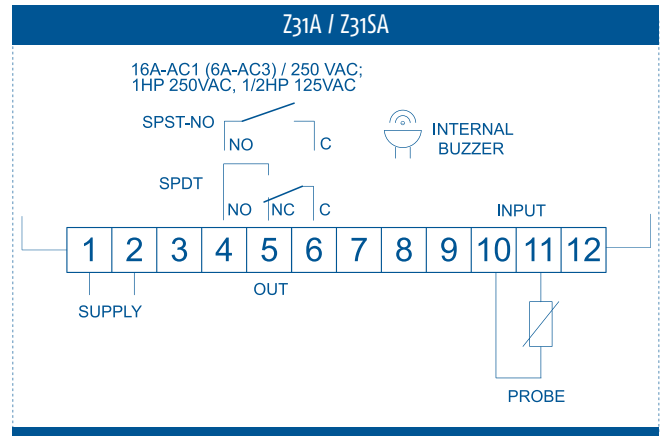 Z31A / Z31SA
16A-AC1 (6A-AC3) / 250 VAC;
1HP 250VAC, 1/2HP 125VAC
SPST-NO
NO C
INTERNAL
BUZZER
SPDT
NO NC C
INPUT
1 2 3 4 5 6 7 8 9 10 11 12
SUPPLY
OUT
PROBE